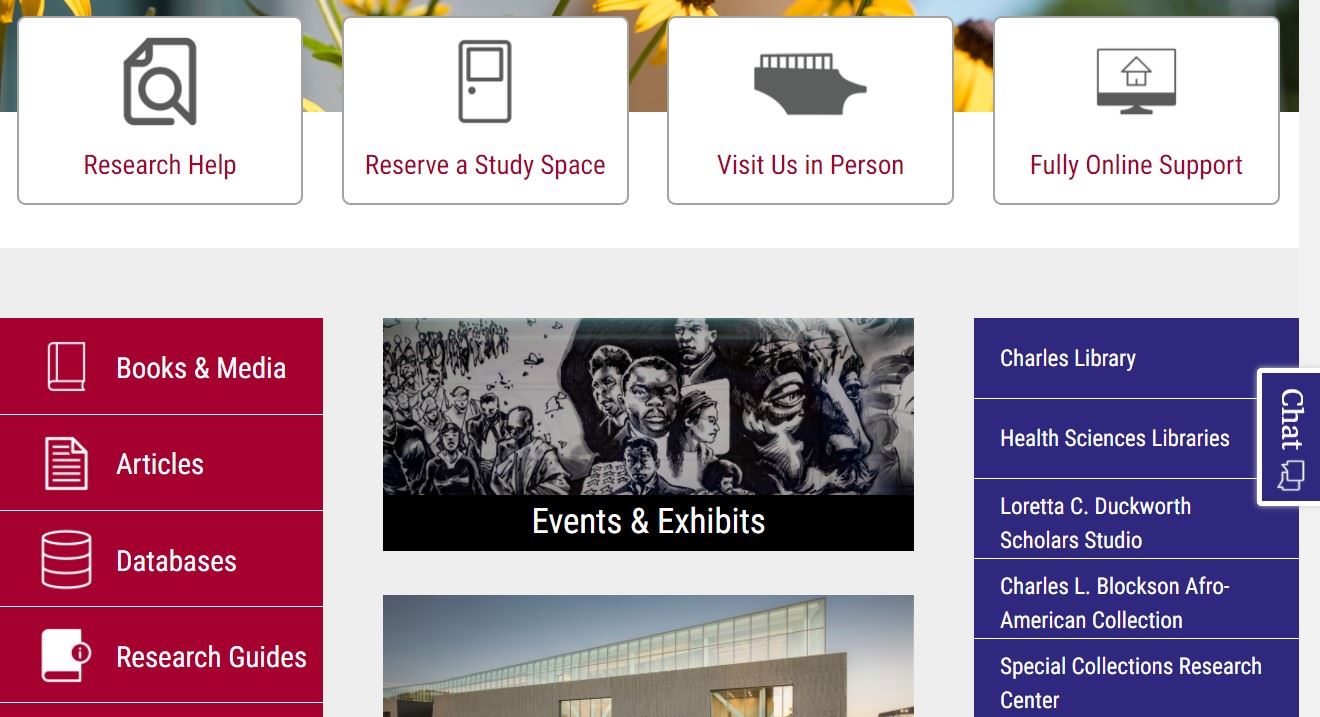 Research Help
Reserve a Study Space
Visit Us in Person
Fully Online Support
Books & Media
Articles
Databases
Research Guides
Events & Exhibits
Charles Library
Health Sciences Libraries
Loretta C. Duckworth
Scholars Studio
Charles L. Blockson Afro-
American Collection
Special Collections Research
Center
Chat